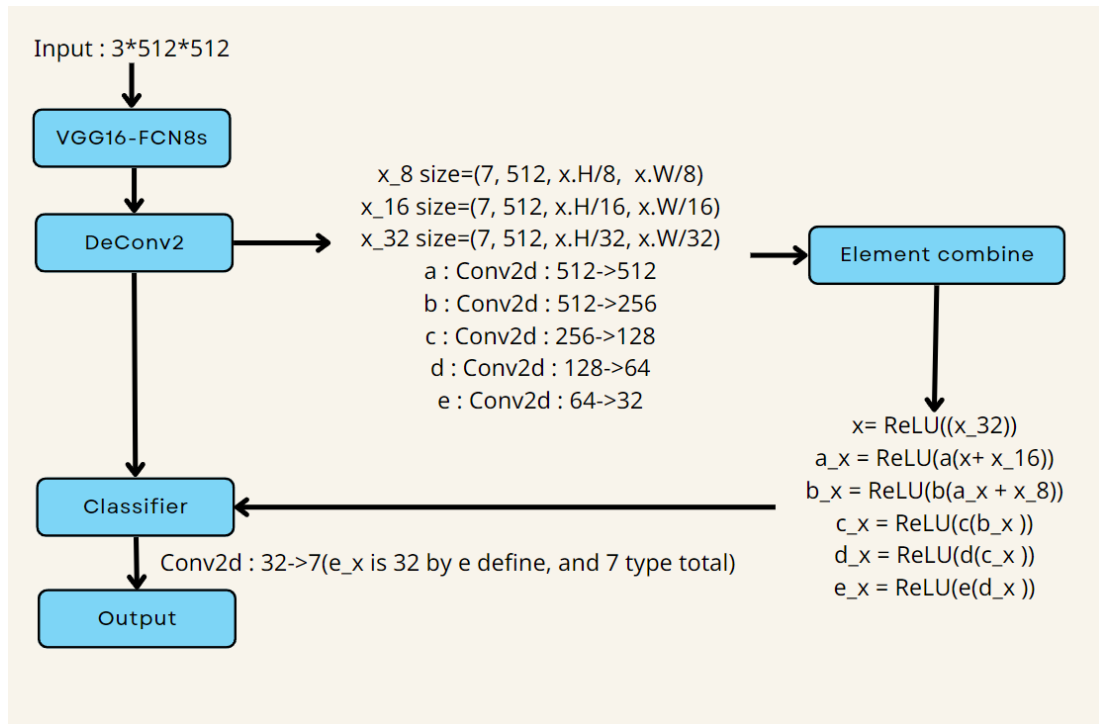 Input : 3*512*512
VGG16-FCN8s
DeConv2
x_8 size=(7, 512, x.H/8, x.W/8)
x_16 size=(7, 512, x.H/16, x.W/16)
x_32 size=(7, 512, x.H/32, x.W/32)
a : Conv2d : 512->512
b : Conv2d : 512->256
c : Conv2d : 256->128
d : Conv2d : 128->64
e : Conv2d : 64->32
Element combine
x= ReLU((x_32))
a_x = ReLU(a(x+ x_16))
b_x = ReLU(b(a_x + x_8))
c_x = ReLU(c(b_x ))
d_x = ReLU(d(c_x ))
e_x = ReLU(e(d_x ))
Classifier
Conv2d : 32->7(e_x is 32 by e define, and 7 type total)
Output